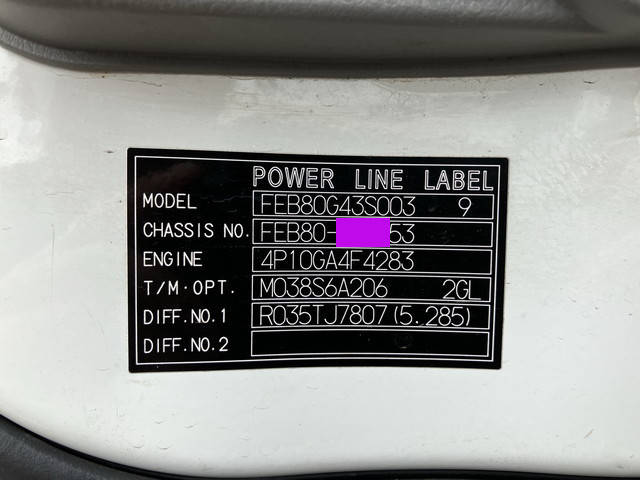 POWER LINE LABEL
MODEL FEB80G43S003 9
CHASSIS NO. FEB80- 53
ENGINE 4P10GA4F4283
T/M·OPT. M038S6A206 2GL
DIFF.NO.1 R035TJ7807(5.285)
DIFF.NO.2